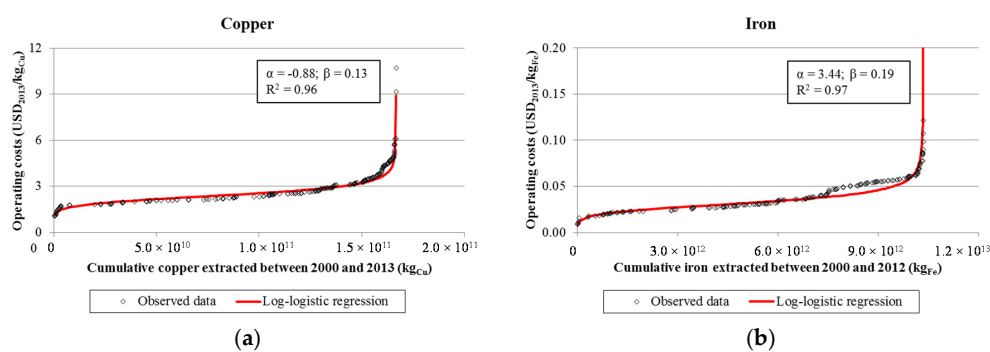 Copper
Operating costs (USD2013/kgCu)
12
9
6
3
0
α = -0.88; β = 0.13
R² = 0.96
0 5.0 × 10¹⁰ 1.0 × 10¹¹ 1.5 × 10¹¹ 2.0 × 10¹¹
Cumulative copper extracted between 2000 and 2013 (kgCu)
Observed data Log-logistic regression
(a)
Iron
Operating costs (USD2013/kgFe)
0.20
0.15
0.10
0.05
0.00
α = 3.44; β = 0.19
R² = 0.97
0 3.0 × 10¹² 6.0 × 10¹² 9.0 × 10¹² 1.2 × 10¹³
Cumulative iron extracted between 2000 and 2012 (kgFe)
Observed data Log-logistic regression
(b)